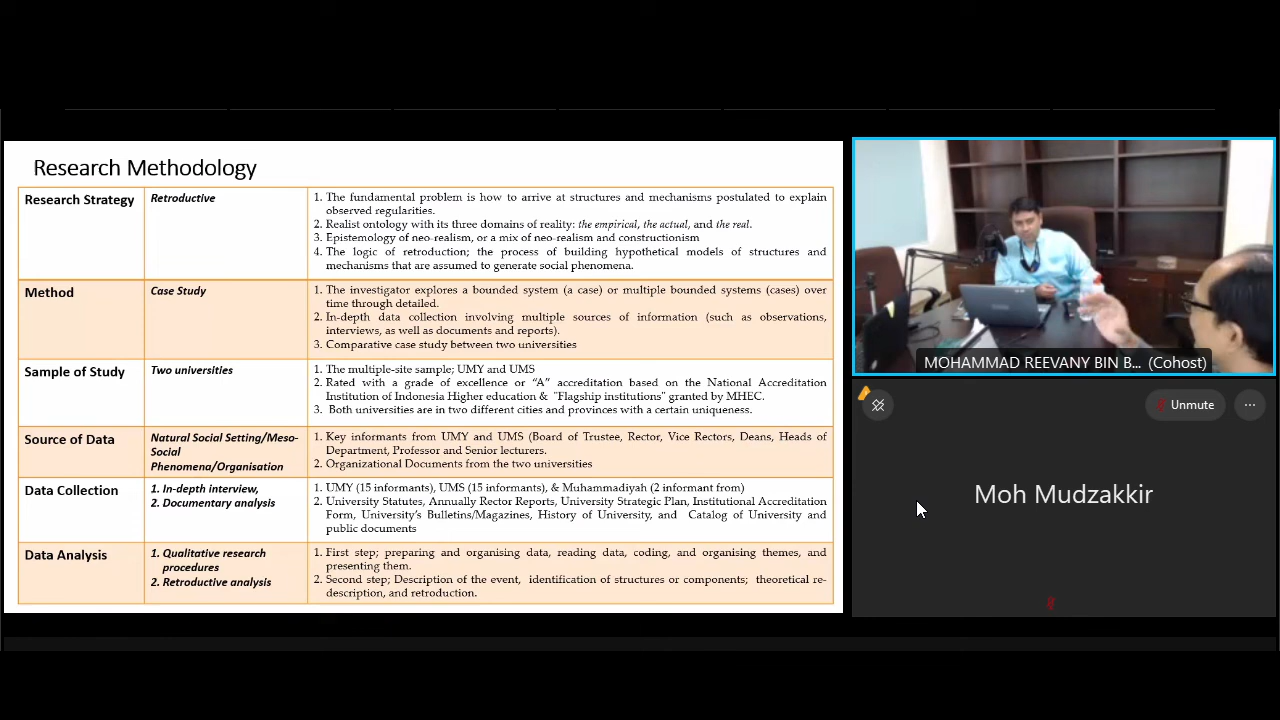 Research Methodology
Research Strategy
Retroductive
1. The fundamental problem is how to arrive at structures and mechanisms postulated to explain
observed regularities.
2. Realist ontology with its three domains of reality: the empirical, the actual, and the real.
3. Epistemology of neo-realism, or a mix of neo-realism and constructionism
4. The logic of retroduction; the process of building hypothetical models of structures and
mechanisms that are assumed to generate social phenomena.
Method
Case Study
1. The investigator explores a bounded system (a case) or multiple bounded systems (cases) over
time through detailed.
2. In-depth data collection involving multiple sources of information (such as observations,
interviews, as well as documents and reports).
3. Comparative case study between two universities
Sample of Study
Two universities
1. The multiple-site sample; UMY and UMS
2. Rated with a grade of excellence or “A” accreditation based on the National Accreditation
Institution of Indonesia Higher education & "Flagship institutions" granted by MHEC.
3. Both universities are in two different cities and provinces with a certain uniqueness.
Source of Data
Natural Social Setting/Meso-
Social
Phenomena/Organisation
1. Key informants from UMY and UMS (Board of Trustee, Rector, Vice Rectors, Deans, Heads of
Department, Professor and Senior lecturers.
2. Organizational Documents from the two universities
Data Collection
1. In-depth interview,
2. Documentary analysis
1. UMY (15 informants), UMS (15 informants), & Muhammadiyah (2 informant from)
2. University Statutes, Annually Rector Reports, University Strategic Plan, Institutional Accreditation
Form, University’s Bulletins/Magazines, History of University, and Catalog of University and
public documents
Data Analysis
1. Qualitative research
procedures
2. Retroductive analysis
1. First step; preparing and organising data, reading data, coding, and organising themes, and
presenting them.
2. Second step; Description of the event, identification of structures or components; theoretical re-
description, and retroduction.
MOHAMMAD REEVANY BIN B... (Cohost)
Unmute
Moh Mudzakkir